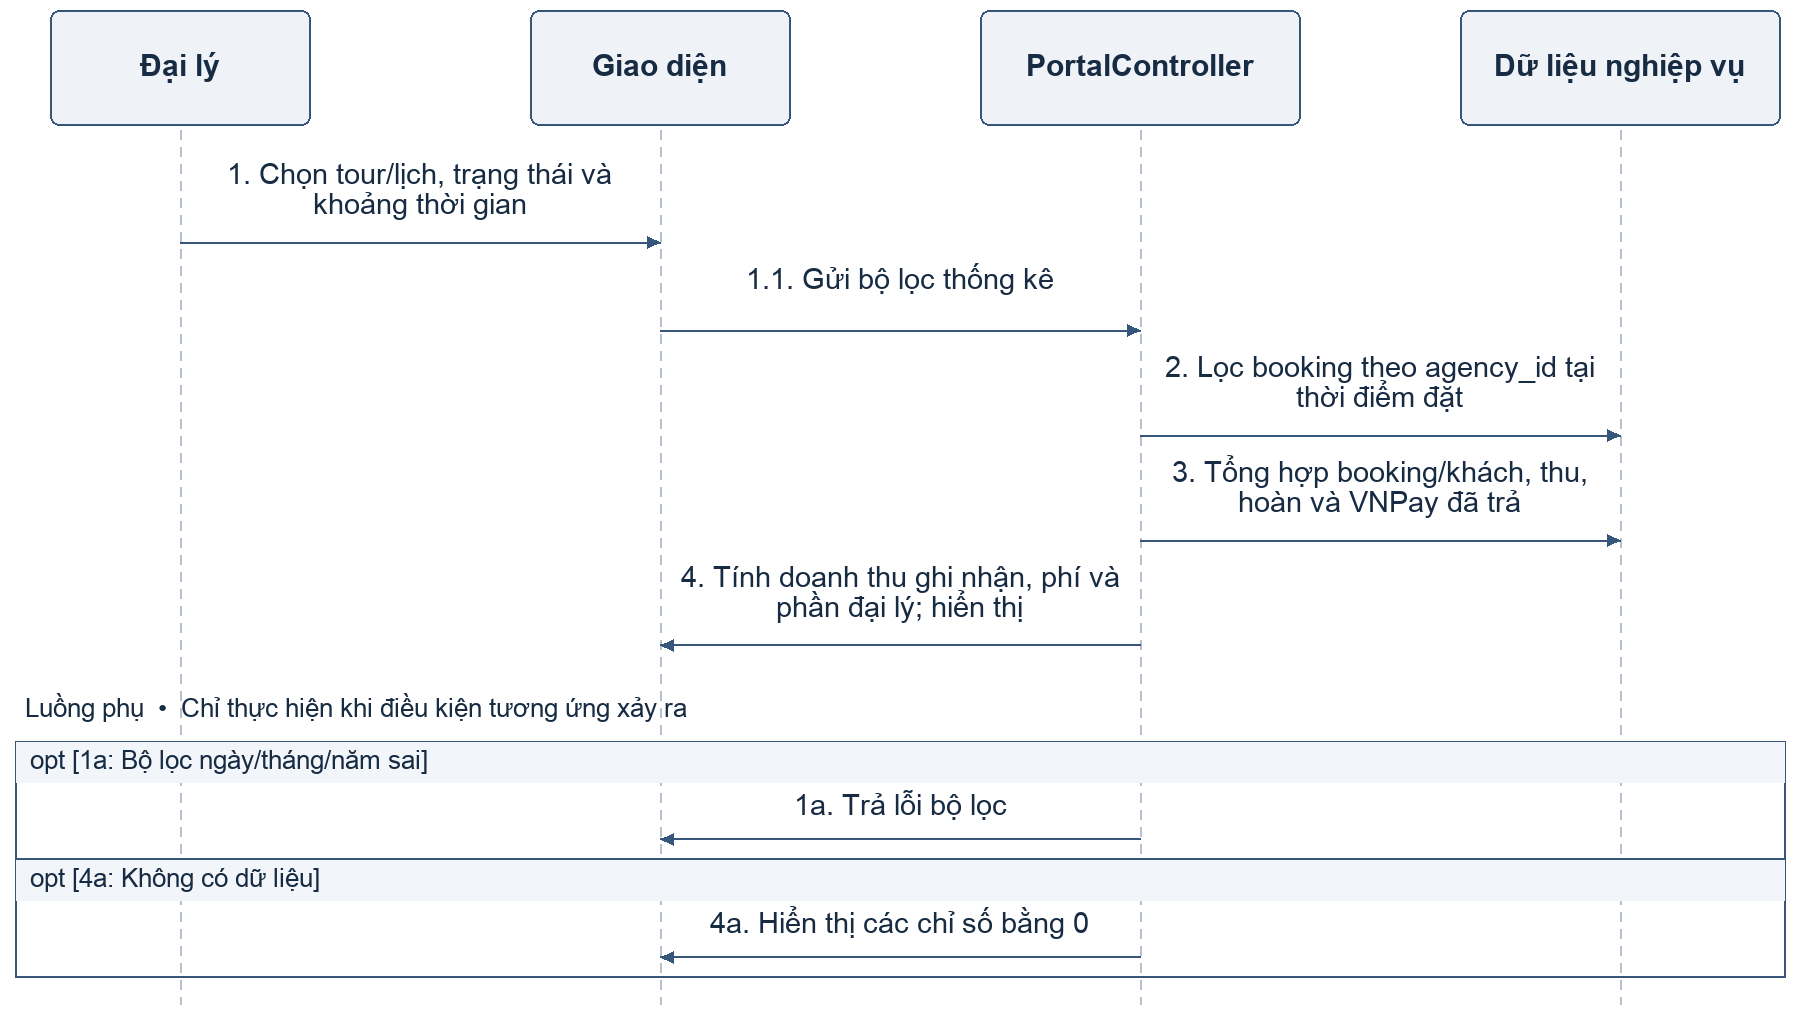 Đại lý
Giao diện
PortalController
Dữ liệu nghiệp vụ
1. Chọn tour/lịch, trạng thái và
khoảng thời gian
1.1. Gửi bộ lọc thống kê
2. Lọc booking theo agency_id tại
thời điểm đặt
3. Tổng hợp booking/khách, thu,
hoàn và VNPay đã trả
4. Tính doanh thu ghi nhận, phí và
phần đại lý; hiển thị
Luồng phụ • Chỉ thực hiện khi điều kiện tương ứng xảy ra
opt [1a: Bộ lọc ngày/tháng/năm sai]
1a. Trả lỗi bộ lọc
opt [4a: Không có dữ liệu]
4a. Hiển thị các chỉ số bằng 0